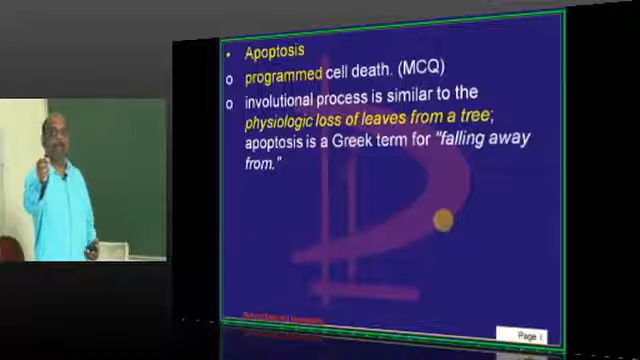 • Apoptosis
o programmed cell death. (MCQ)
o involutional process is similar to the
physiologic loss of leaves from a tree;
apoptosis is a Greek term for "falling away
from."
Page